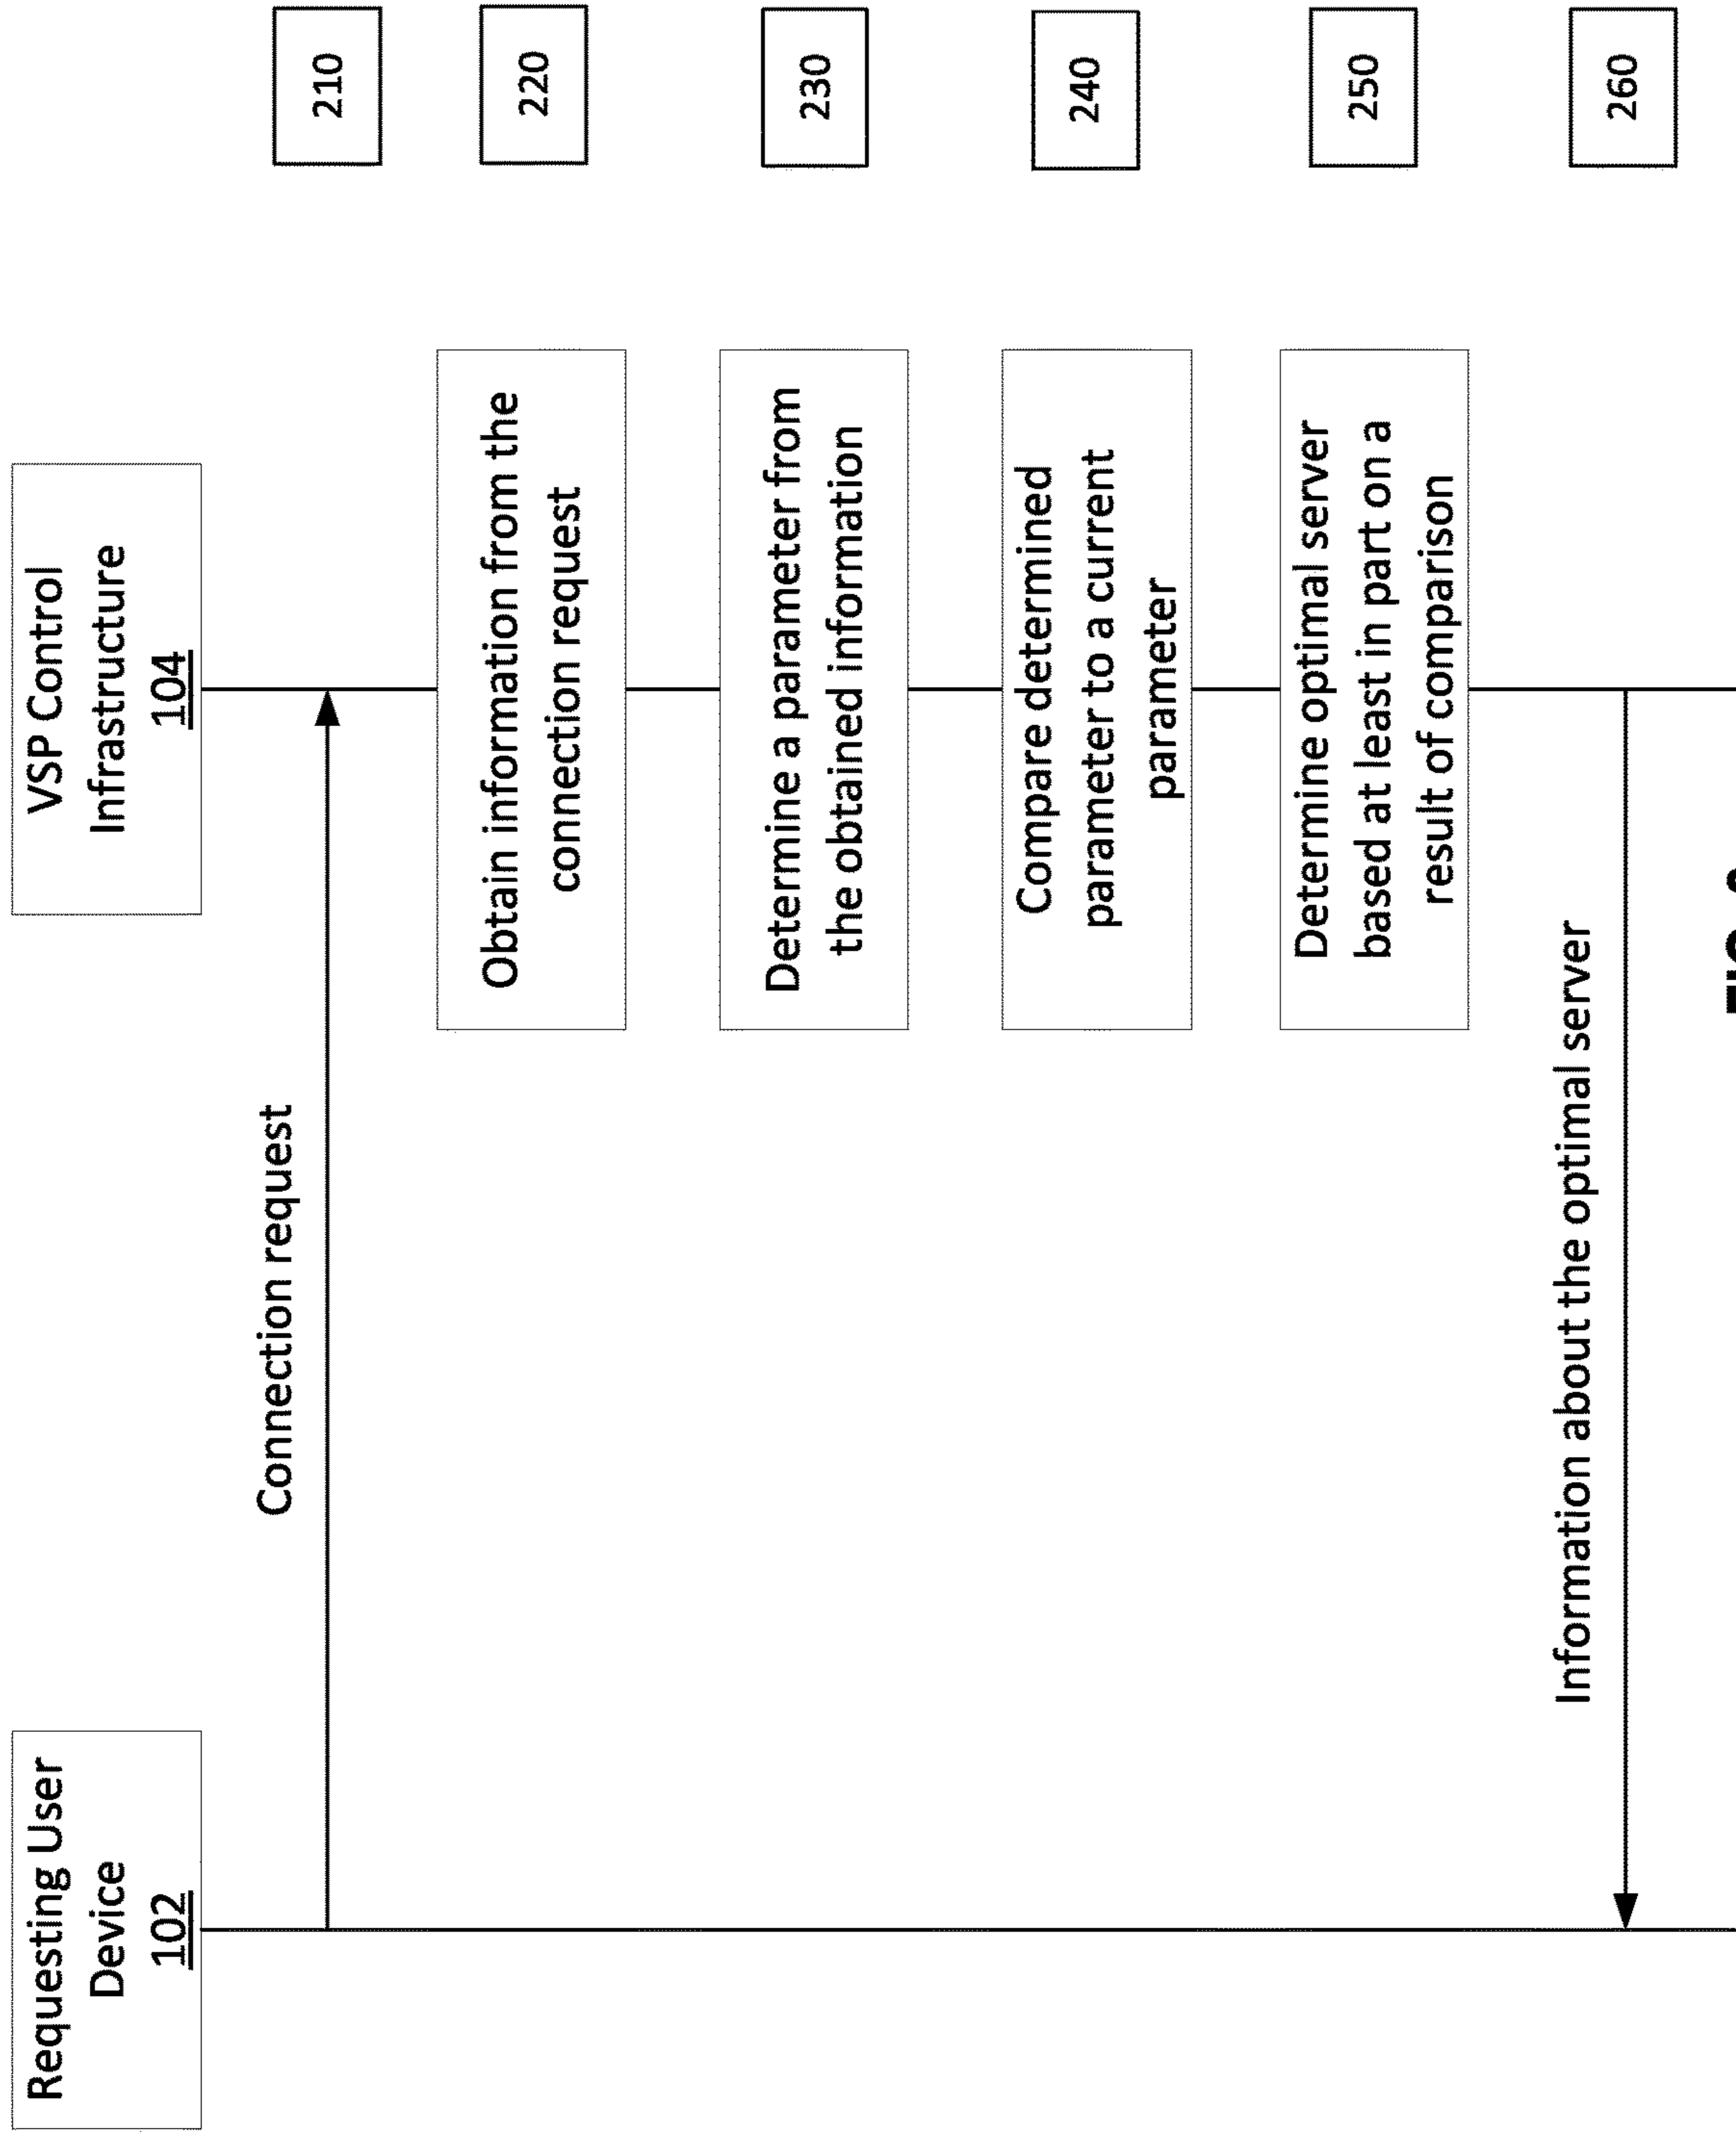 Requesting User
Device
102
VSP Control
Infrastructure
104
Connection request
210
Obtain information from the
connection request
220
Determine a parameter from
the obtained information
230
Compare determined
parameter to a current
parameter
240
Determine optimal server
based at least in part on a
result of comparison
250
Information about the optimal server
260